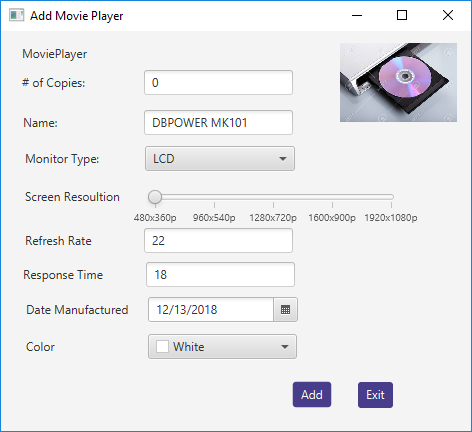 Add Movie Player
MoviePlayer
# of Copies: 0
Name: DBPOWER MK101
Monitor Type: LCD
Screen Resoultion
480x360p 960x540p 1280x720p 1600x900p 1920x1080p
Refresh Rate 22
Response Time 18
Date Manufactured 12/13/2018
Color White
Add Exit